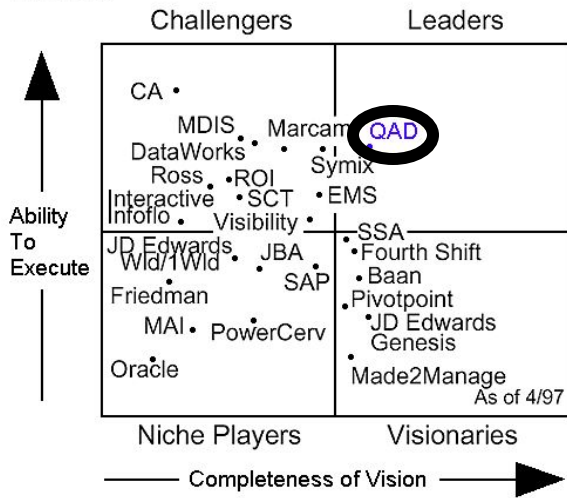 Challengers
Leaders
CA
MDIS
Marcam
QAD
DataWorks
Symix
Ross
ROI
Interactive
SCT
EMS
Infoflo
Visibility
Ability
To
Execute
JD Edwards
Wld/1Wld
JBA
SSA
Fourth Shift
SAP
Baan
Friedman
Pivotpoint
MAI
PowerCerv
JD Edwards
Genesis
Oracle
Made2Manage
As of 4/97
Niche Players
Visionaries
Completeness of Vision